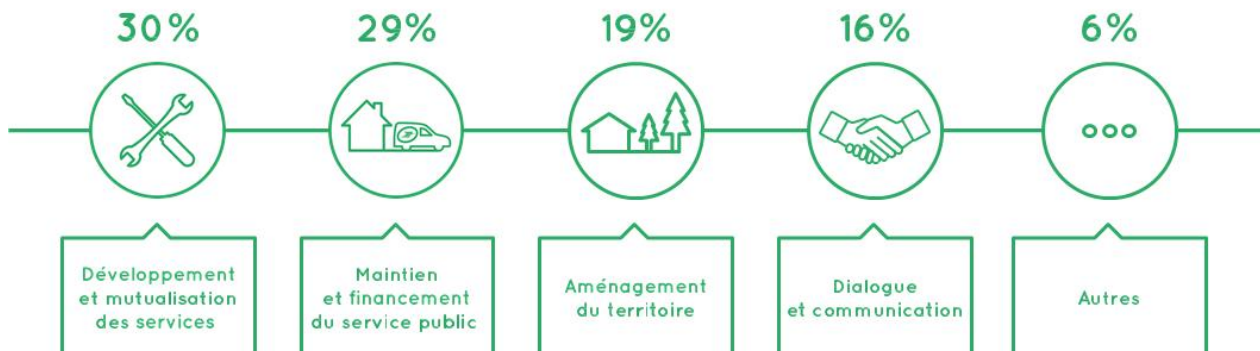 30%
29%
19%
16%
6%
Développement
et mutualisation
des services
Maintien
et financement
du service public
Aménagement
du territoire
Dialogue
et communication
Autres